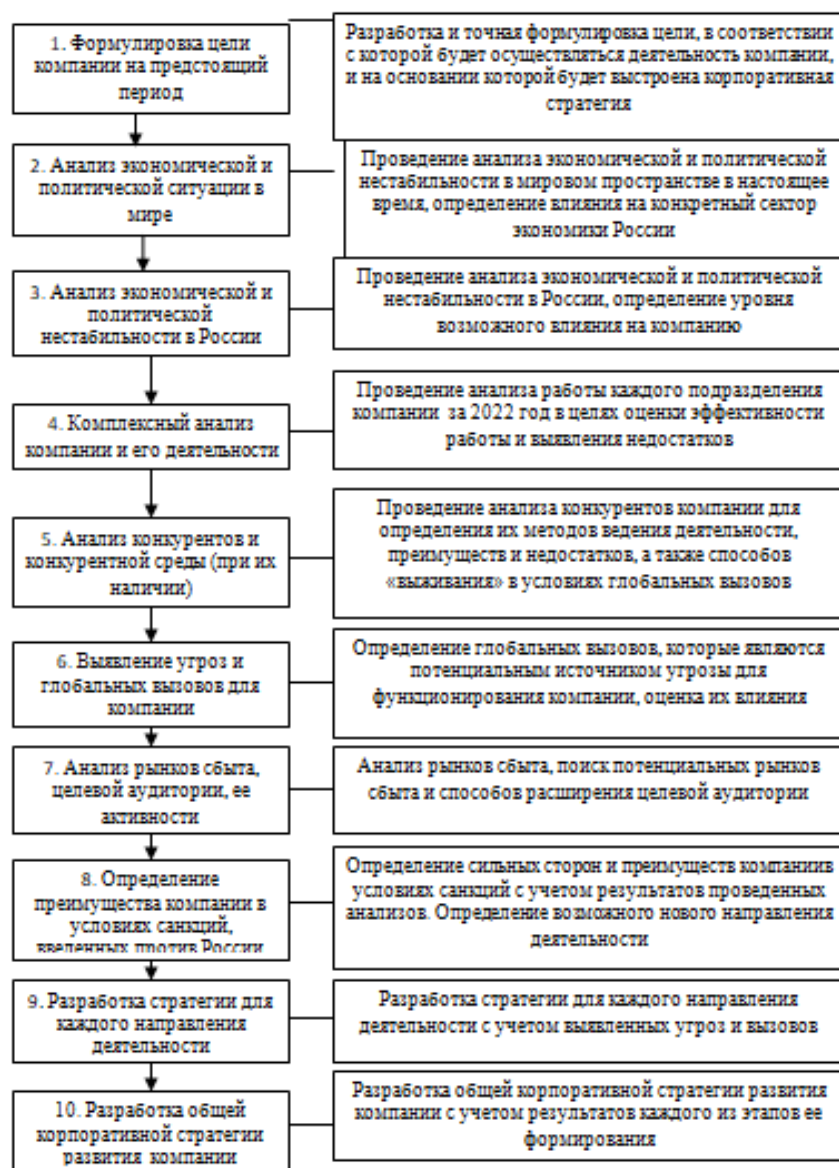 1. Формулировка цели
компании на предстоящий
период
Разработка и точная формулировка цели, в соответствии
с которой будет осуществляться деятельность компании,
и на основании которой будет выстроена корпоративная
стратегия
2. Анализ экономической и
политической ситуации в
мире
Проведение анализа экономической и политической
нестабильности в мировом пространстве в настоящее
время, определение влияния на конкретный сектор
экономики России
3. Анализ экономической и
политической
нестабильности в России
Проведение анализа экономической и политической
нестабильности в России, определение уровня
возможного влияния на компанию
4. Комплексный анализ
компании и его деятельности
Проведение анализа работы каждого подразделения
компании за 2022 год в целях оценки эффективности
работы и выявления недостатков
5. Анализ конкурентов и
конкурентной среды (при их
наличии)
Проведение анализа конкурентов компании для
определения их методов ведения деятельности,
преимуществ и недостатков, а также способов
«выживания» в условиях глобальных вызовов
6. Выявление угроз и
глобальных вызовов для
компании
Определение глобальных вызовов, которые являются
потенциальным источником угрозы для
функционирования компании, оценка их влияния
7. Анализ рынков сбыта,
целевой аудитории, ее
активности
Анализ рынков сбыта, поиск потенциальных рынков
сбыта и способов расширения целевой аудитории
8. Определение
преимущества компании в
условиях санкций,
введенных против России
Определение сильных сторон и преимуществ компаниив
условиях санкций с учетом результатов проведенных
анализов. Определение возможного нового направления
деятельности
9. Разработка стратегии для
каждого направления
деятельности
Разработка стратегии для каждого направления
деятельности с учетом выявленных угроз и вызовов
10. Разработка общей
корпоративной стратегии
развития компании
Разработка общей корпоративной стратегии развития
компании с учетом результатов каждого из этапов ее
формирования